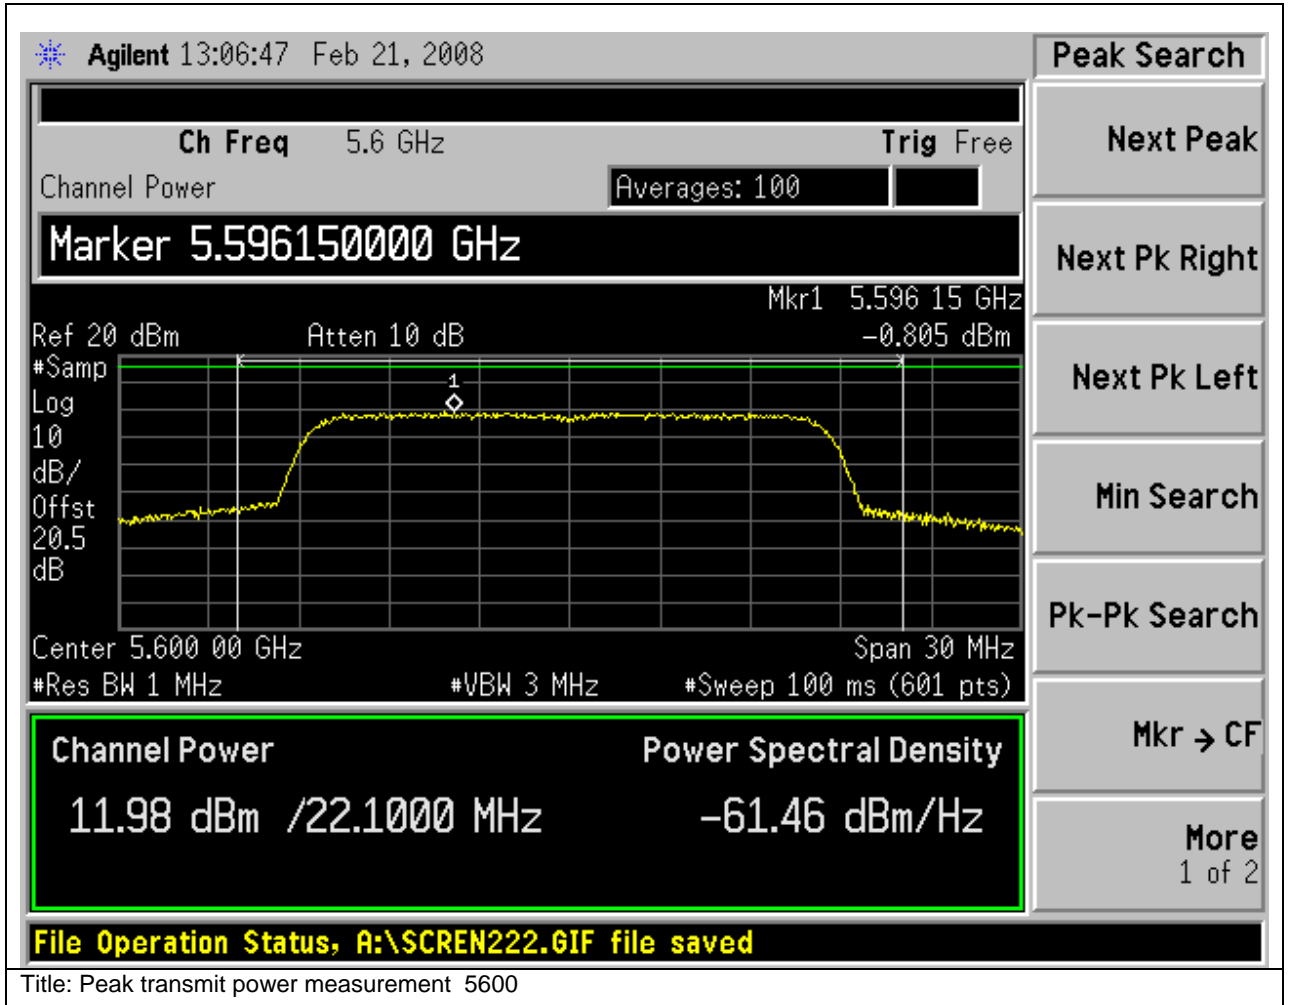 Agilent 13:06:47 Feb 21, 2008
Peak Search
Ch Freq 5.6 GHz Trig Free
Channel Power Averages: 100
Marker 5.596150000 GHz
Mkr1 5.596 15 GHz
Ref 20 dBm Atten 10 dB -0.805 dBm
#Samp
Log
10
dB/
Offst
20.5
dB
1
Center 5.600 00 GHz Span 30 MHz
#Res BW 1 MHz #VBW 3 MHz #Sweep 100 ms (601 pts)
Channel Power Power Spectral Density
11.98 dBm /22.1000 MHz -61.46 dBm/Hz
Next Peak
Next Pk Right
Next Pk Left
Min Search
Pk-Pk Search
Mkr → CF
More
1 of 2
File Operation Status, A:\SCREN222.GIF file saved
Title: Peak transmit power measurement 5600